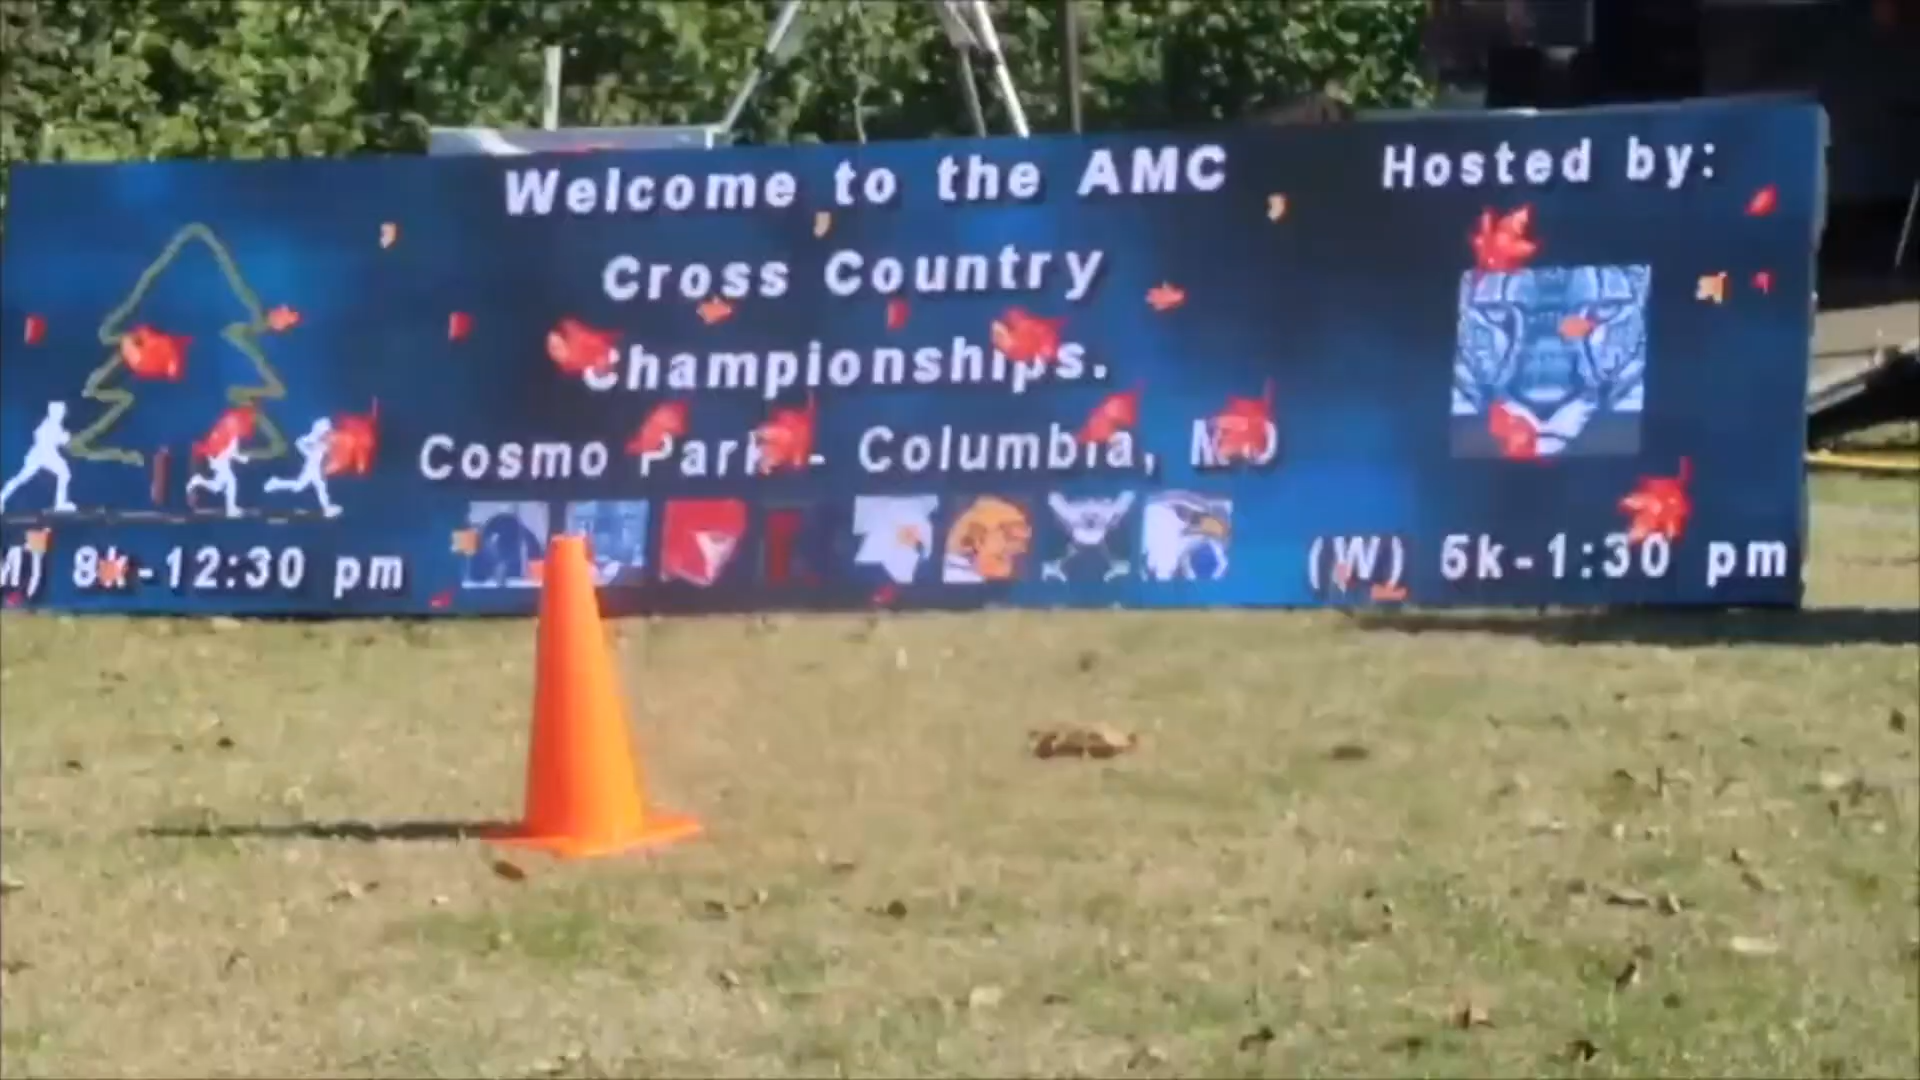 Welcome to the AMC
Cross Country
Championships.
Cosmo Park - Columbia, MO
M) 8k-12:30 pm
Hosted by:
(W) 5k-1:30 pm